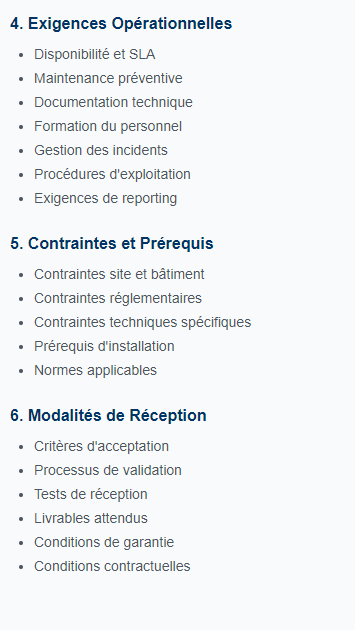 4. Exigences Opérationnelles
• Disponibilité et SLA
• Maintenance préventive
• Documentation technique
• Formation du personnel
• Gestion des incidents
• Procédures d'exploitation
• Exigences de reporting
5. Contraintes et Prérequis
• Contraintes site et bâtiment
• Contraintes réglementaires
• Contraintes techniques spécifiques
• Prérequis d'installation
• Normes applicables
6. Modalités de Réception
• Critères d'acceptation
• Processus de validation
• Tests de réception
• Livrables attendus
• Conditions de garantie
• Conditions contractuelles